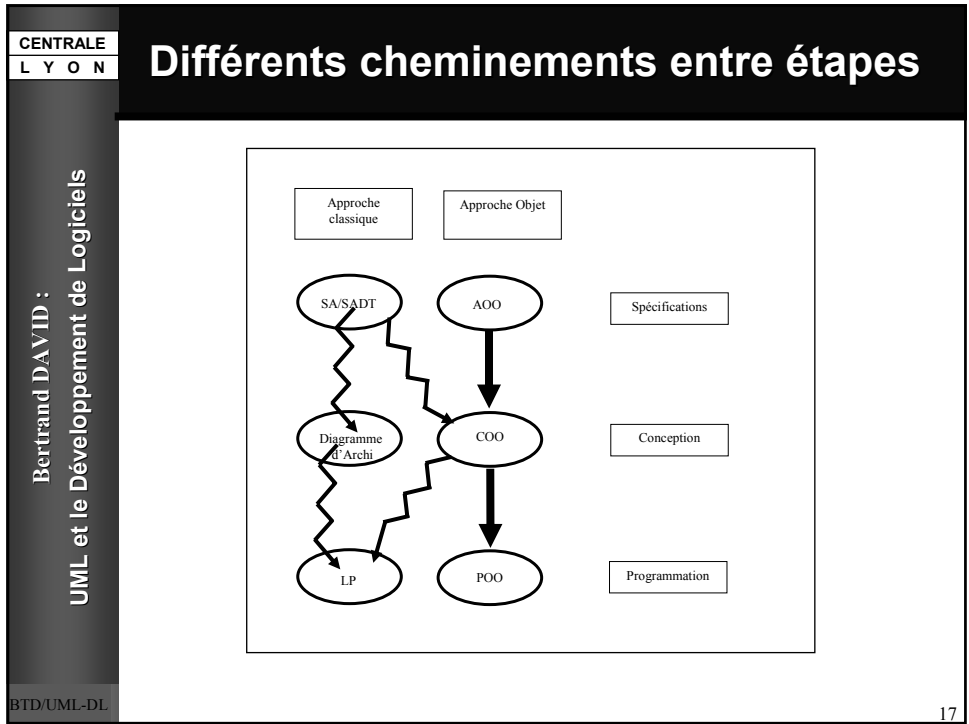 CENTRALE
L Y O N
Différents cheminements entre étapes
Bertrand DAVID :
UML et le Développement de Logiciels
Approche
classique
Approche Objet
SA/SADT
AOO
Spécifications
Diagramme
d'Archi
COO
Conception
LP
POO
Programmation
BTD/UML-DL
17